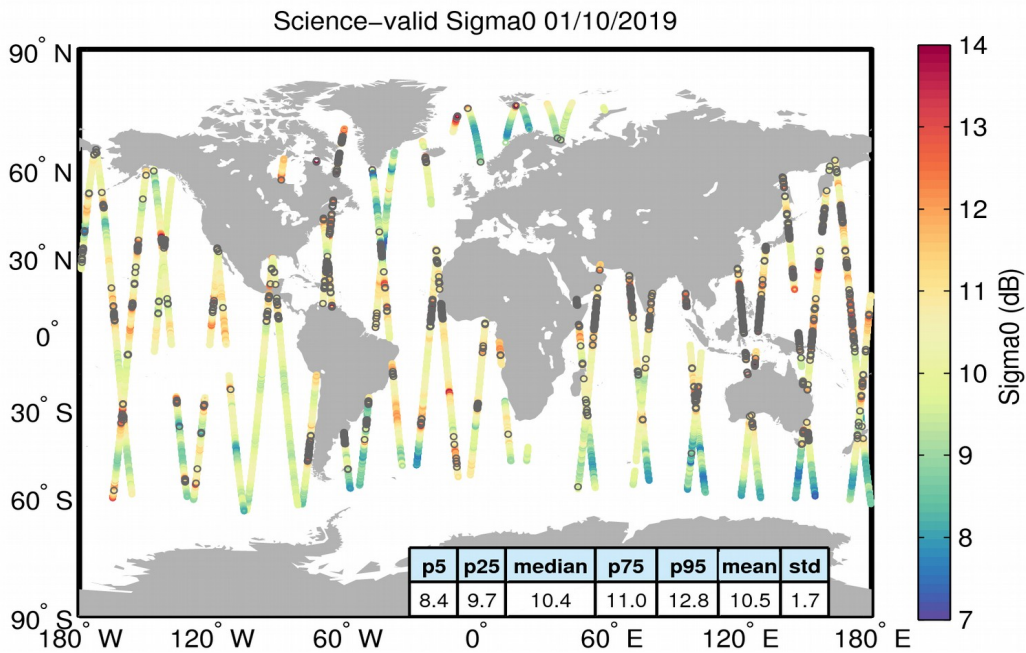 Science−valid Sigma0 01/10/2019
90° N
60° N
30° N
0°
30° S
60° S
90° S
180° W
120° W
60° W
0°
60° E
120° E
180° E
14
13
12
11
10
9
8
7
Sigma0 (dB)
p5 p25 median p75 p95 mean std
8.4 9.7 10.4 11.0 12.8 10.5 1.7